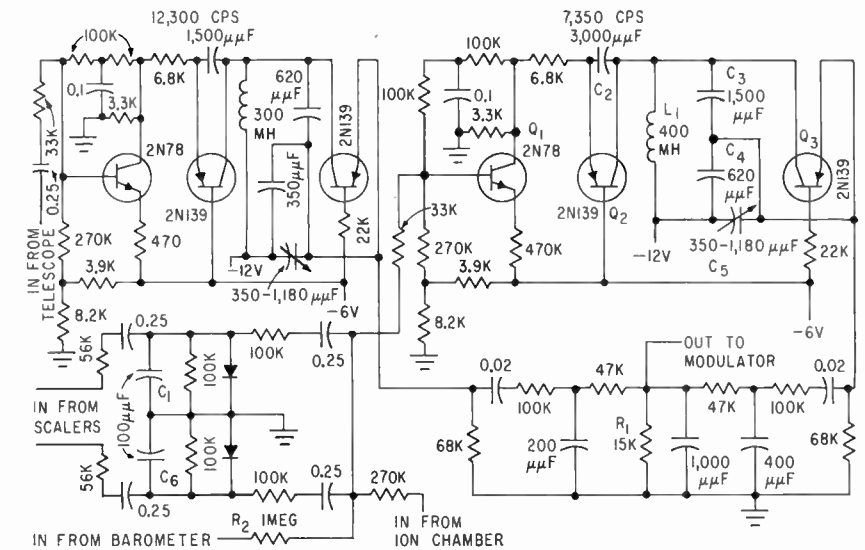 12,300 CPS
1,500μμF
100K
6.8K
0.1
3.3K
620
μμF
300
MH
2N139
2N78
33K
0.25
350μμF
2N139
22K
270K
470
3.9K
-12V
350-1,180μμF
-6V
8.2K
IN FROM
TELESCOPE
7,350 CPS
3,000μμF
100K
6.8K
C2
100K
0.1
3.3K
Q1
2N78
L1
400
MH
C3
1,500
μμF
C4
620
μμF
Q3
2N139
2N139
Q2
33K
270K
470K
3.9K
-12V
350-1,180μμF
C5
22K
-6V
8.2K
56K
0.25
C1
100K
100K
0.25
IN FROM
SCALERS
100μμF
C6
100K
56K
0.25
100K
0.25
270K
R2 1MEG
IN FROM BAROMETER
IN FROM
ION CHAMBER
OUT TO
MODULATOR
0.02
100K
47K
47K
100K
0.02
68K
200
μμF
R1
15K
1,000
μμF
400
μμF
68K